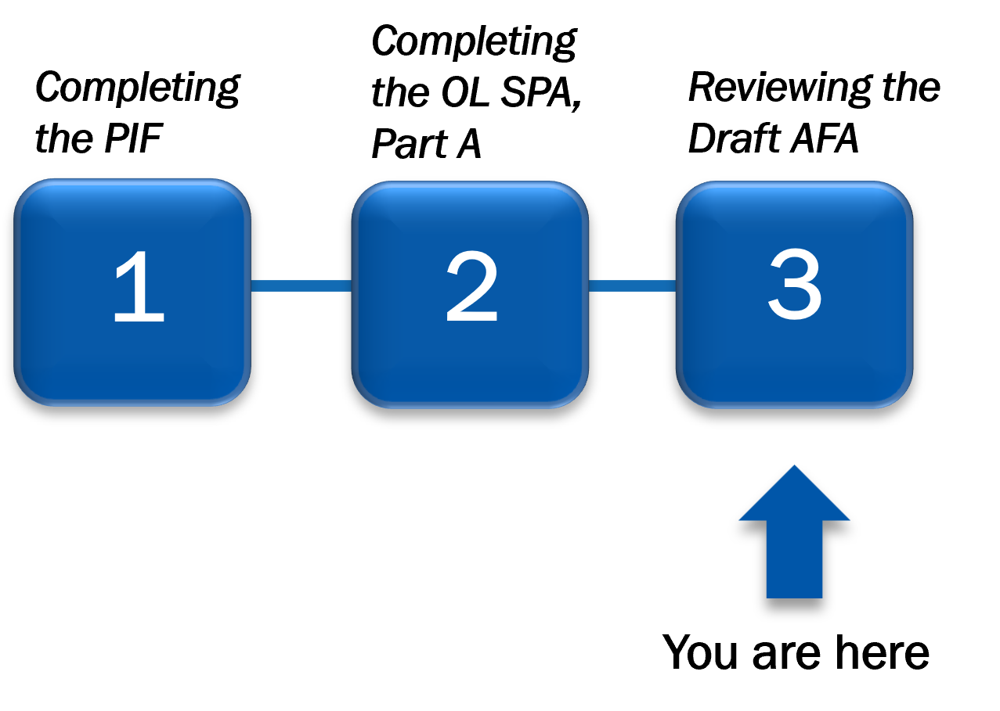 Completing
the PIF
1
Completing
the OL SPA,
Part A
2
Reviewing the
Draft AFA
3
You are here